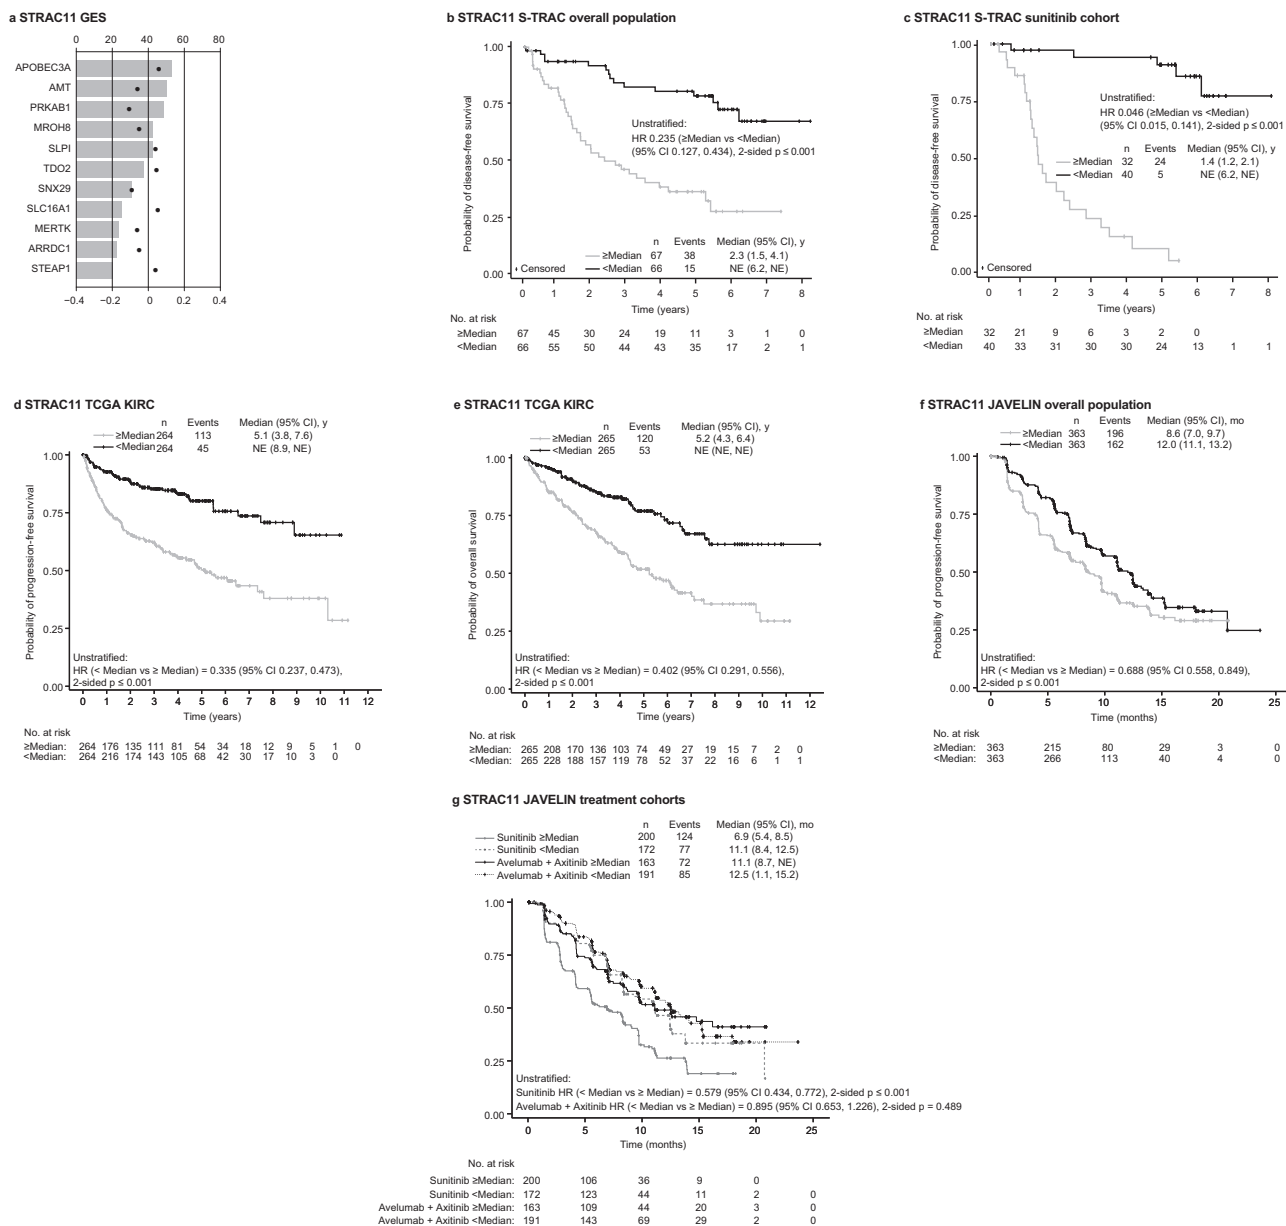 a STRAC11 GES
0 20 40 60 80
APOBEC3A
AMT
PRKAB1
MROH8
SLPI
TDO2
SNX29
SLC16A1
MERTK
ARRDC1
STEAP1
−0.4 −0.2 0 0.2 0.4
b STRAC11 S-TRAC overall population
Probability of disease-free survival
1.00
0.75
0.50
0.25
0.00
Unstratified:
HR 0.235 (≥Median vs <Median)
(95% CI 0.127, 0.434), 2-sided p ≤ 0.001
n Events Median (95% CI), y
≥Median 67 38 2.3 (1.5, 4.1)
<Median 66 15 NE (6.2, NE)
Censored
0 1 2 3 4 5 6 7 8
Time (years)
No. at risk
≥Median 67 45 30 24 19 11 3 1 0
<Median 66 55 50 44 43 35 17 2 1
c STRAC11 S-TRAC sunitinib cohort
Probability of disease-free survival
1.00
0.75
0.50
0.25
0.00
Unstratified:
HR 0.046 (≥Median vs <Median)
(95% CI 0.015, 0.141), 2-sided p ≤ 0.001
n Events Median (95% CI), y
≥Median 32 24 1.4 (1.2, 2.1)
<Median 40 5 NE (6.2, NE)
Censored
0 1 2 3 4 5 6 7 8
Time (years)
No. at risk
≥Median 32 21 9 6 3 2 0
<Median 40 33 31 30 30 24 13 1 1
d STRAC11 TCGA KIRC
n Events Median (95% CI), y
≥Median 264 113 5.1 (3.8, 7.6)
<Median 264 45 NE (8.9, NE)
Probability of progression-free survival
1.00
0.75
0.50
0.25
0.00
Unstratified:
HR (< Median vs ≥ Median) = 0.335 (95% CI 0.237, 0.473),
2-sided p ≤ 0.001
0 1 2 3 4 5 6 7 8 9 10 11 12
Time (years)
No. at risk
≥Median: 264 176 135 111 81 54 34 18 12 9 5 1 0
<Median: 264 216 174 143 105 68 42 30 17 10 3 0
e STRAC11 TCGA KIRC
n Events Median (95% CI), y
≥Median 265 120 5.2 (4.3, 6.4)
<Median 265 53 NE (NE, NE)
Probability of overall survival
1.00
0.75
0.50
0.25
0.00
Unstratified:
HR (< Median vs ≥ Median) = 0.402 (95% CI 0.291, 0.556),
2-sided p ≤ 0.001
0 1 2 3 4 5 6 7 8 9 10 11 12
Time (years)
No. at risk
≥Median: 265 208 170 136 103 74 49 27 19 15 7 2 0
<Median: 265 228 188 157 119 78 52 37 22 16 6 1 1
f STRAC11 JAVELIN overall population
n Events Median (95% CI), mo
≥Median 363 196 8.6 (7.0, 9.7)
<Median 363 162 12.0 (11.1, 13.2)
Probability of progression-free survival
1.00
0.75
0.50
0.25
0.00
Unstratified:
HR (< Median vs ≥ Median) = 0.688 (95% CI 0.558, 0.849),
2-sided p ≤ 0.001
0 5 10 15 20 25
Time (months)
No. at risk
≥Median: 363 215 80 29 3 0
<Median: 363 266 113 40 4 0
g STRAC11 JAVELIN treatment cohorts
n Events Median (95% CI), mo
Sunitinib ≥Median 200 124 6.9 (5.4, 8.5)
Sunitinib <Median 172 77 11.1 (8.4, 12.5)
Avelumab + Axitinib ≥Median 163 72 11.1 (8.7, NE)
Avelumab + Axitinib <Median 191 85 12.5 (1.1, 15.2)
1.00
0.75
0.50
0.25
0.00
Unstratified:
Sunitinib HR (< Median vs ≥ Median) = 0.579 (95% CI 0.434, 0.772), 2-sided p ≤ 0.001
Avelumab + Axitinib HR (< Median vs ≥ Median) = 0.895 (95% CI 0.653, 1.226), 2-sided p = 0.489
0 5 10 15 20 25
Time (months)
No. at risk
Sunitinib ≥Median: 200 106 36 9 0
Sunitinib <Median: 172 123 44 11 2 0
Avelumab + Axitinib ≥Median: 163 109 44 20 3 0
Avelumab + Axitinib <Median: 191 143 69 29 2 0